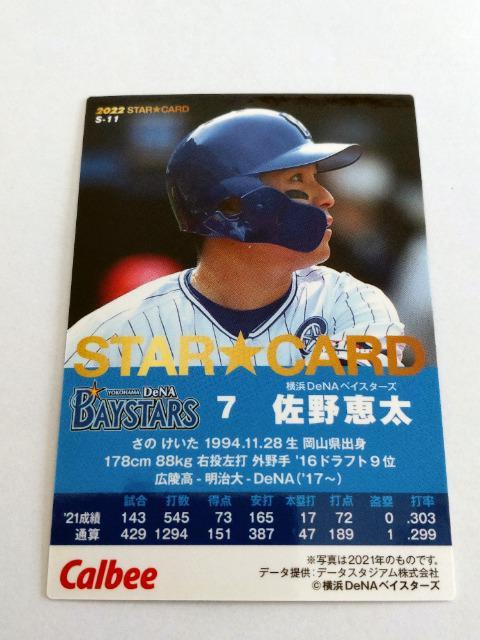 2022 STAR★CARD
S-11
STAR★CARD
YOKOHAMA DeNA
BAYSTARS
7
横浜DeNAベイスターズ
佐野恵太
さの けいた 1994.11.28 生 岡山県出身
178cm 88kg 右投左打 外野手 '16ドラフト9位
広陵高 - 明治大 - DeNA('17〜)
試合 打数 得点 安打 本塁打 打点 盗塁 打率
'21成績 143 545 73 165 17 72 0 .303
通算 429 1294 151 387 47 189 1 .299
Calbee
※写真は2021年のものです。
データ提供:データスタジアム株式会社
©横浜DeNAベイスターズ